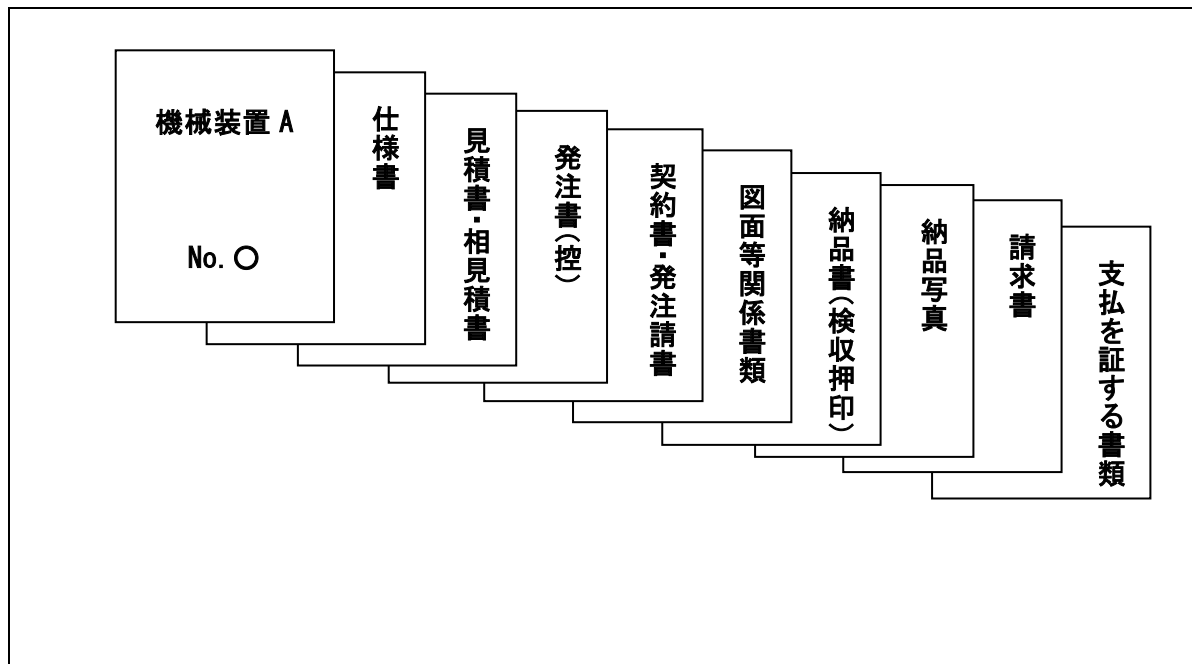 機械装置 A
No. ○
仕様書
見積書・相見積書
発注書(控)
契約書・発注請書
図面等関係書類
納品書(検収押印)
納品写真
請求書
支払を証する書類